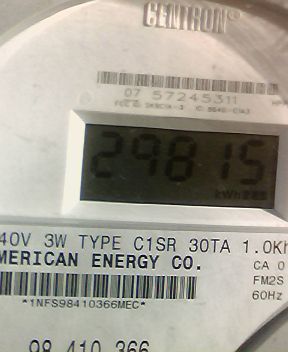 CENTRON®
07 57245311
29815
kWh
40V 3W TYPE C1SR 30TA 1.0Kh
MERICAN ENERGY CO.
CA 0
FM2S
60Hz
*1NFS98410366MEC*
98 410 366